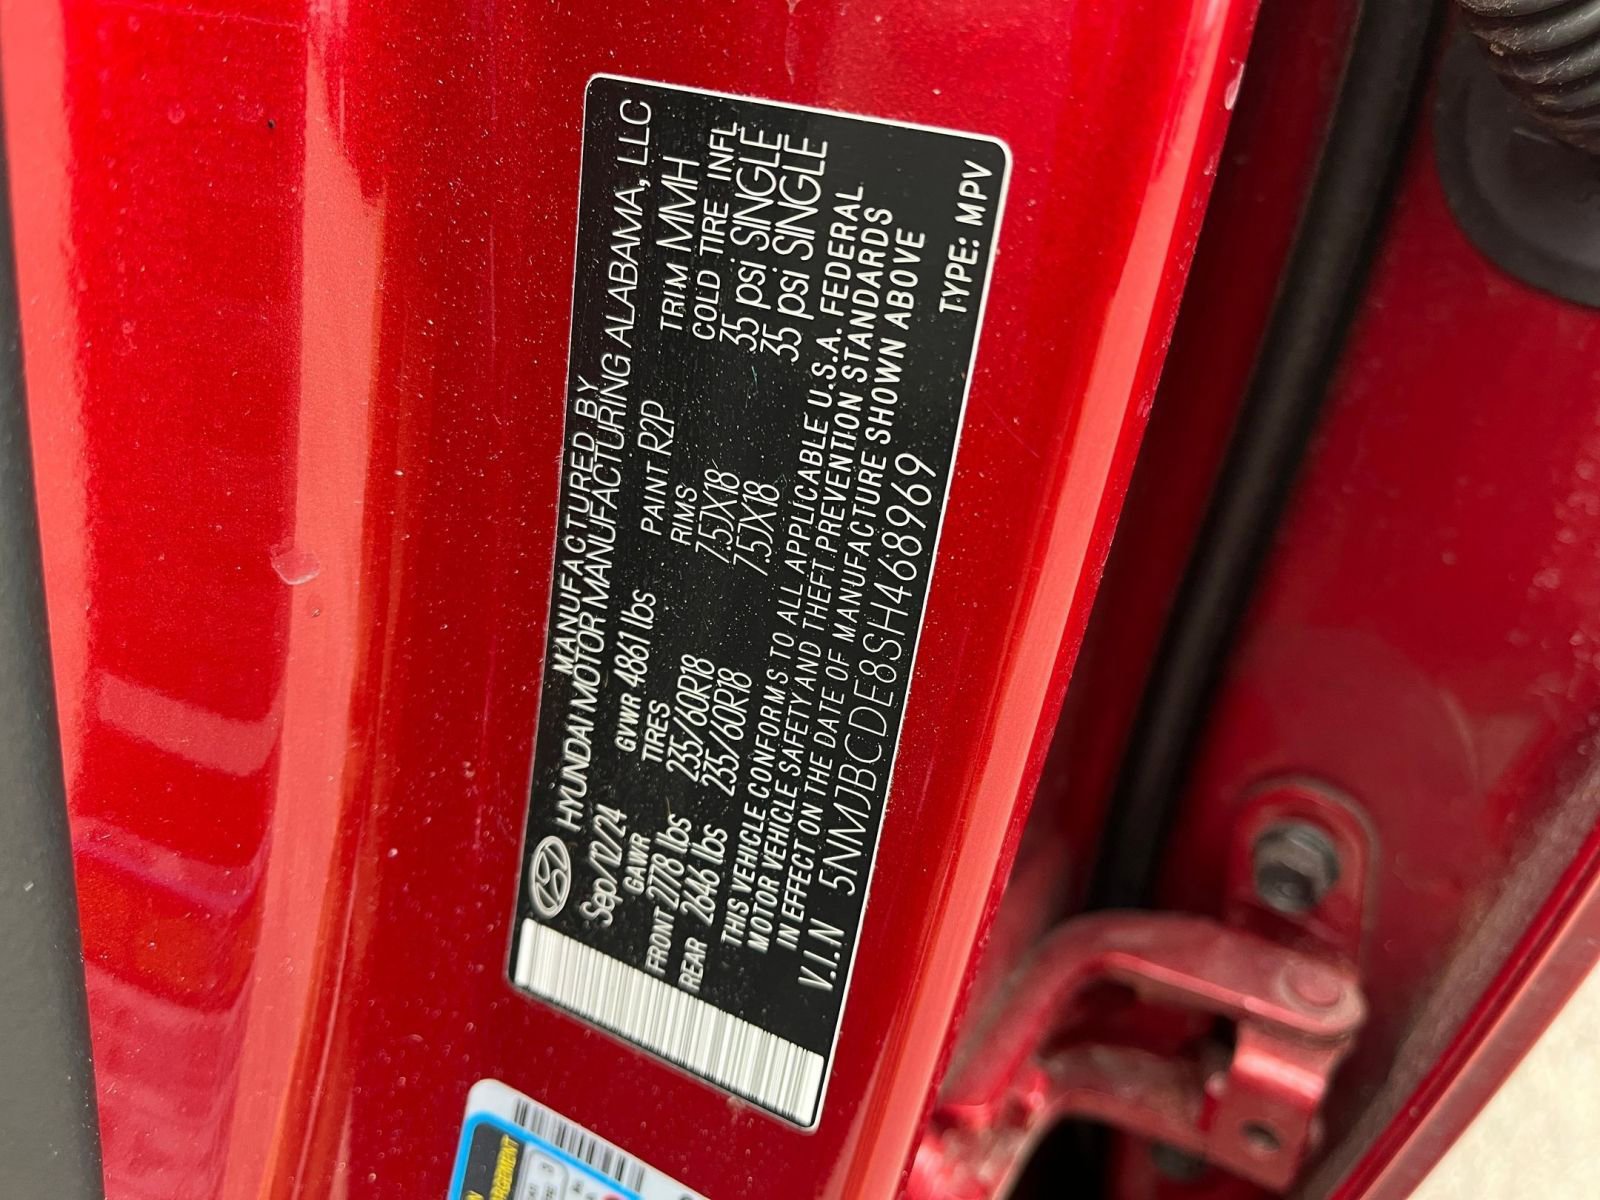 MANUFACTURED BY
HYUNDAI MOTOR MANUFACTURING ALABAMA, LLC
Sep/12/24 GVWR 4861 lbs PAINT R2P TRIM MMH
GAWR TIRES RIMS COLD TIRE INFL
FRONT 2778 lbs 235/60R18 7.5JX18 35 psi SINGLE
REAR 2646 lbs 235/60R18 7.5JX18 35 psi SINGLE
THIS VEHICLE CONFORMS TO ALL APPLICABLE U.S.A. FEDERAL
MOTOR VEHICLE SAFETY AND THEFT PREVENTION STANDARDS
IN EFFECT ON THE DATE OF MANUFACTURE SHOWN ABOVE
V.I.N 5NMJBCDE8SH468969 TYPE: MPV